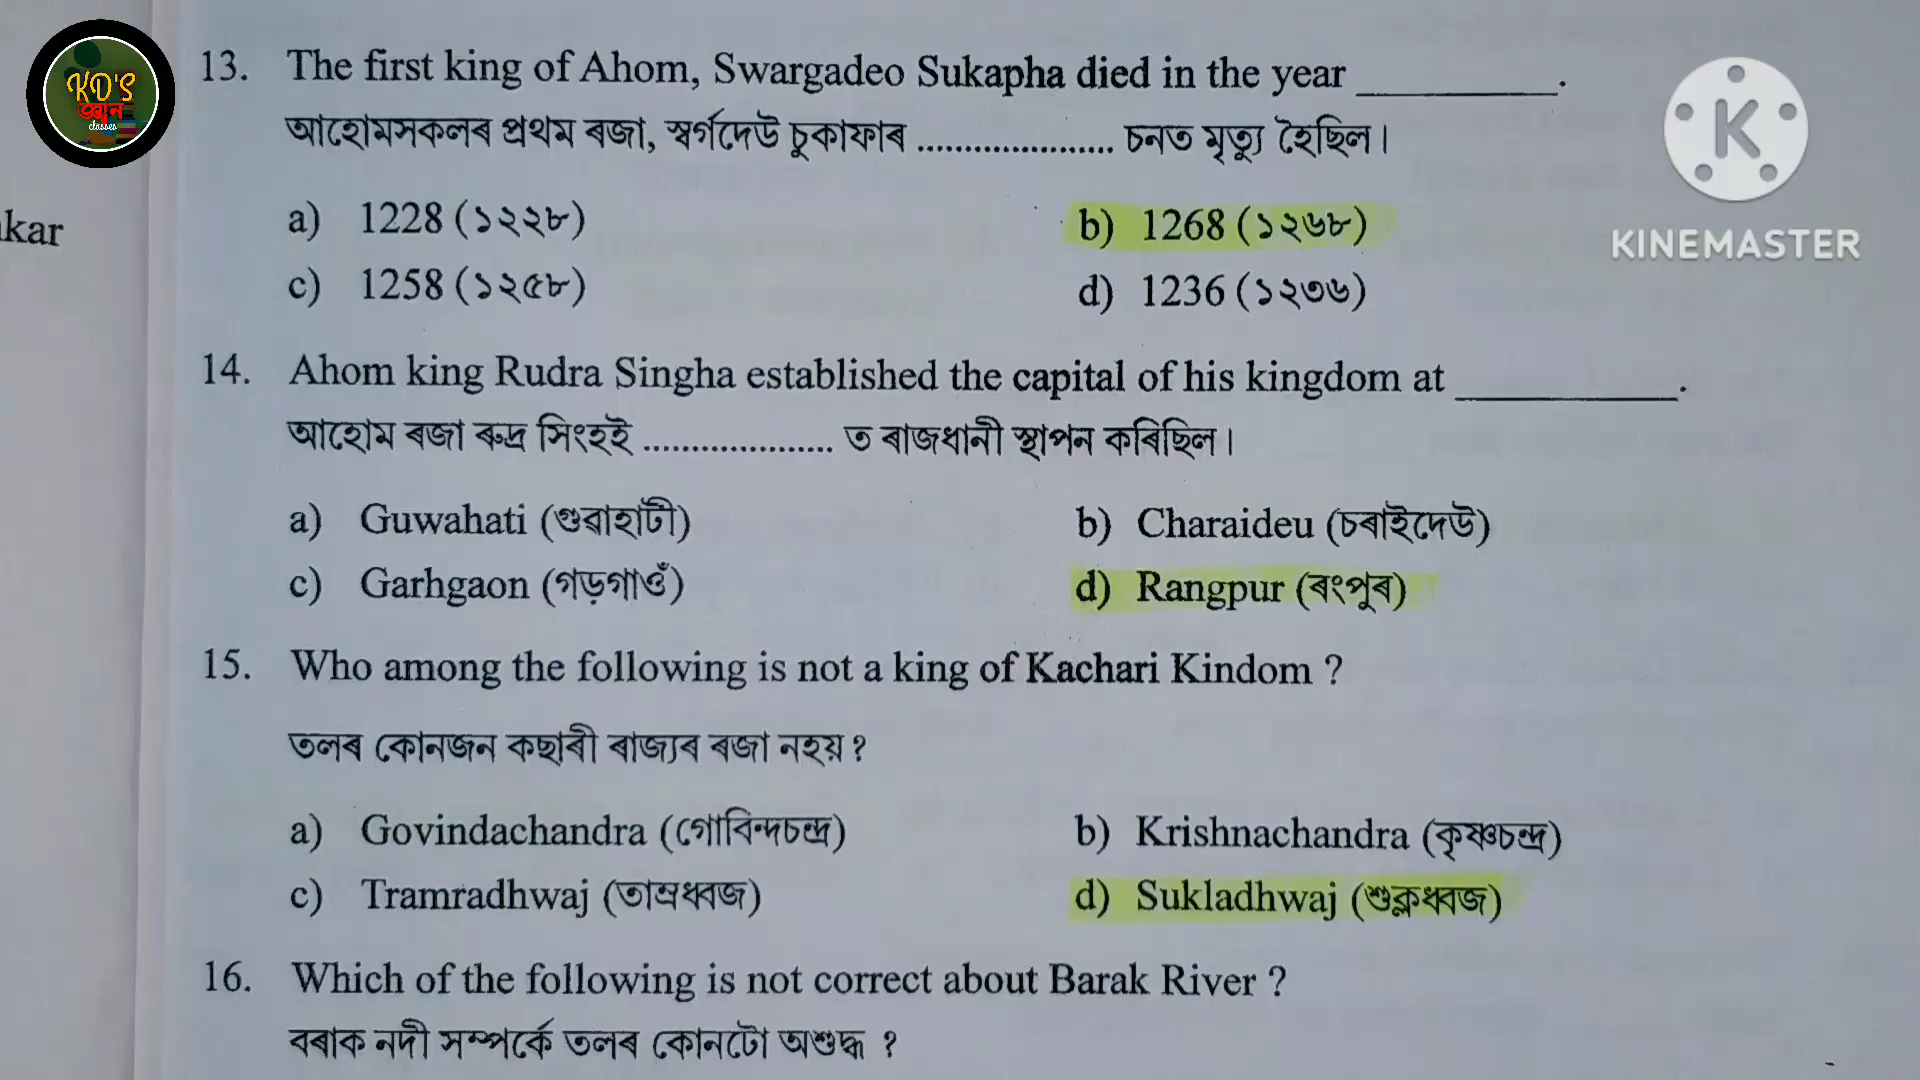 KD'S
জ্ঞান
classes
K
KINEMASTER
kar
13. The first king of Ahom, Swargadeo Sukapha died in the year __________.
আহোমসকলৰ প্ৰথম ৰজা, স্বৰ্গদেউ চুকাফাৰ ..................... চনত মৃত্যু হৈছিল।
a) 1228 (১২২৮) b) 1268 (১২৬৮)
c) 1258 (১২৫৮) d) 1236 (১২৩৬)
14. Ahom king Rudra Singha established the capital of his kingdom at ___________.
আহোম ৰজা ৰুদ্ৰ সিংহই .................... ত ৰাজধানী স্থাপন কৰিছিল।
a) Guwahati (গুৱাহাটী) b) Charaideu (চৰাইদেউ)
c) Garhgaon (গড়গাওঁ) d) Rangpur (ৰংপুৰ)
15. Who among the following is not a king of Kachari Kindom ?
তলৰ কোনজন কছাৰী ৰাজ্যৰ ৰজা নহয় ?
a) Govindachandra (গোবিন্দচন্দ্ৰ) b) Krishnachandra (কৃষ্ণচন্দ্ৰ)
c) Tramradhwaj (তাম্ৰধ্বজ) d) Sukladhwaj (শুক্লধ্বজ)
16. Which of the following is not correct about Barak River ?
বৰাক নদী সম্পৰ্কে তলৰ কোনটো অশুদ্ধ ?